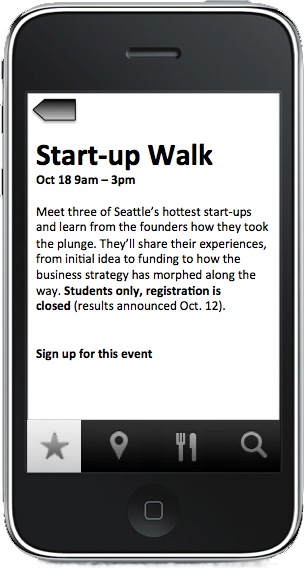 Start-up Walk
Oct 18 9am – 3pm
Meet three of Seattle’s hottest start-ups
and learn from the founders how they took
the plunge. They’ll share their experiences,
from initial idea to funding to how the
business strategy has morphed along the
way. Students only, registration is
closed (results announced Oct. 12).
Sign up for this event